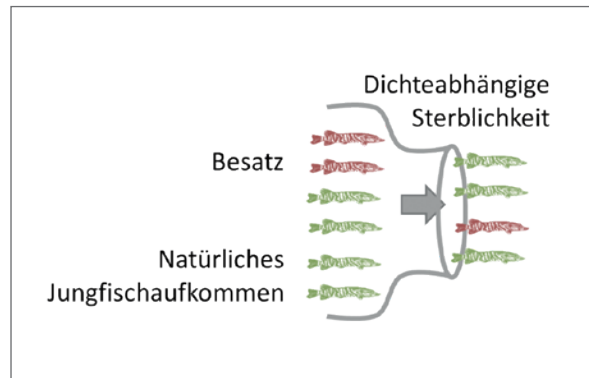 Dichteabhängige
Sterblichkeit
Besatz
Natürliches
Jungfischaufkommen